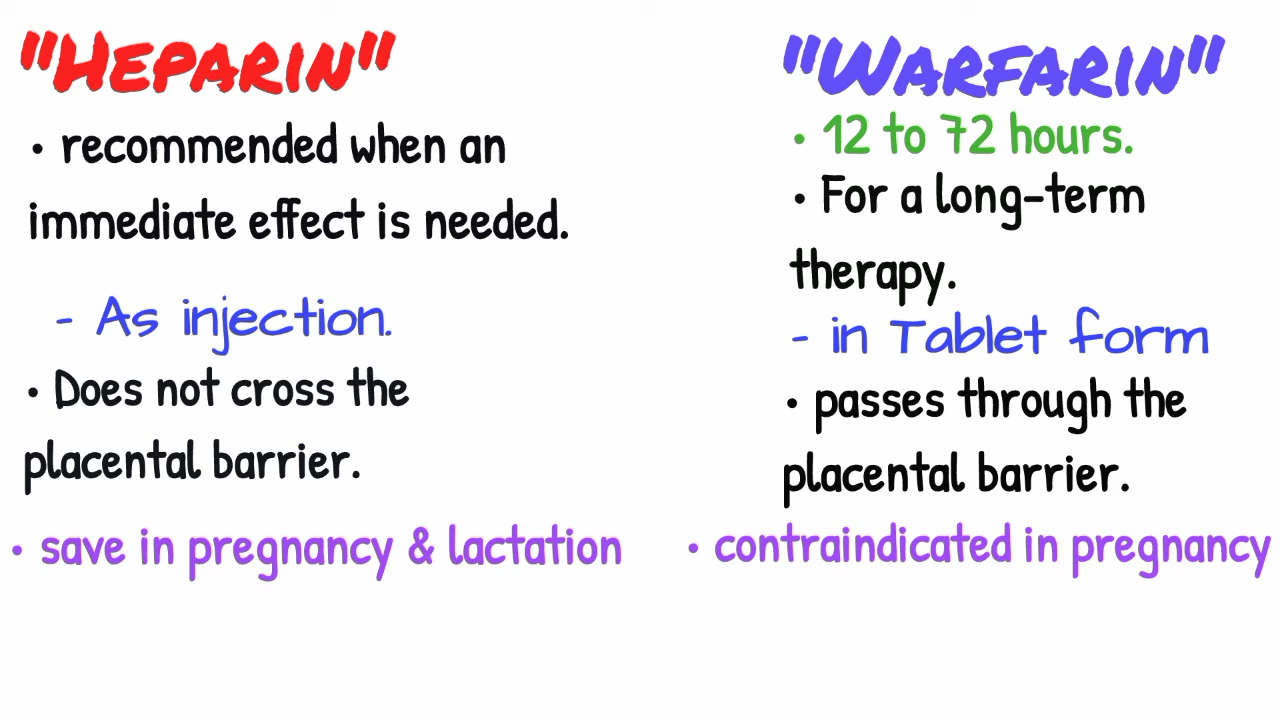 "HEPARIN"
• recommended when an
immediate effect is needed.
- As injection.
• Does not cross the
placental barrier.
• save in pregnancy & lactation
"WARFARIN"
• 12 to 72 hours.
• For a long-term
therapy.
- in Tablet form
• passes through the
placental barrier.
• contraindicated in pregnancy